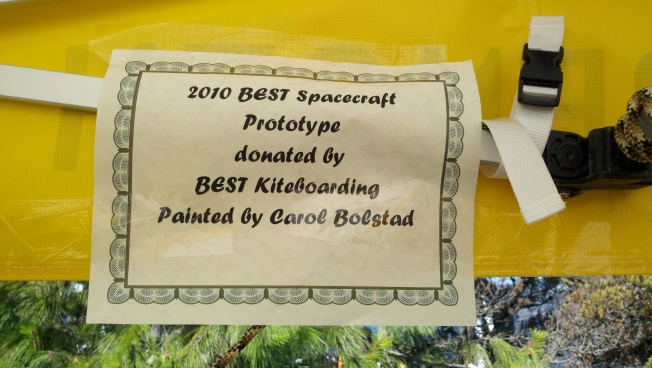 2010 BEST Spacecraft
Prototype
donated by
BEST Kiteboarding
Painted by Carol Bolstad